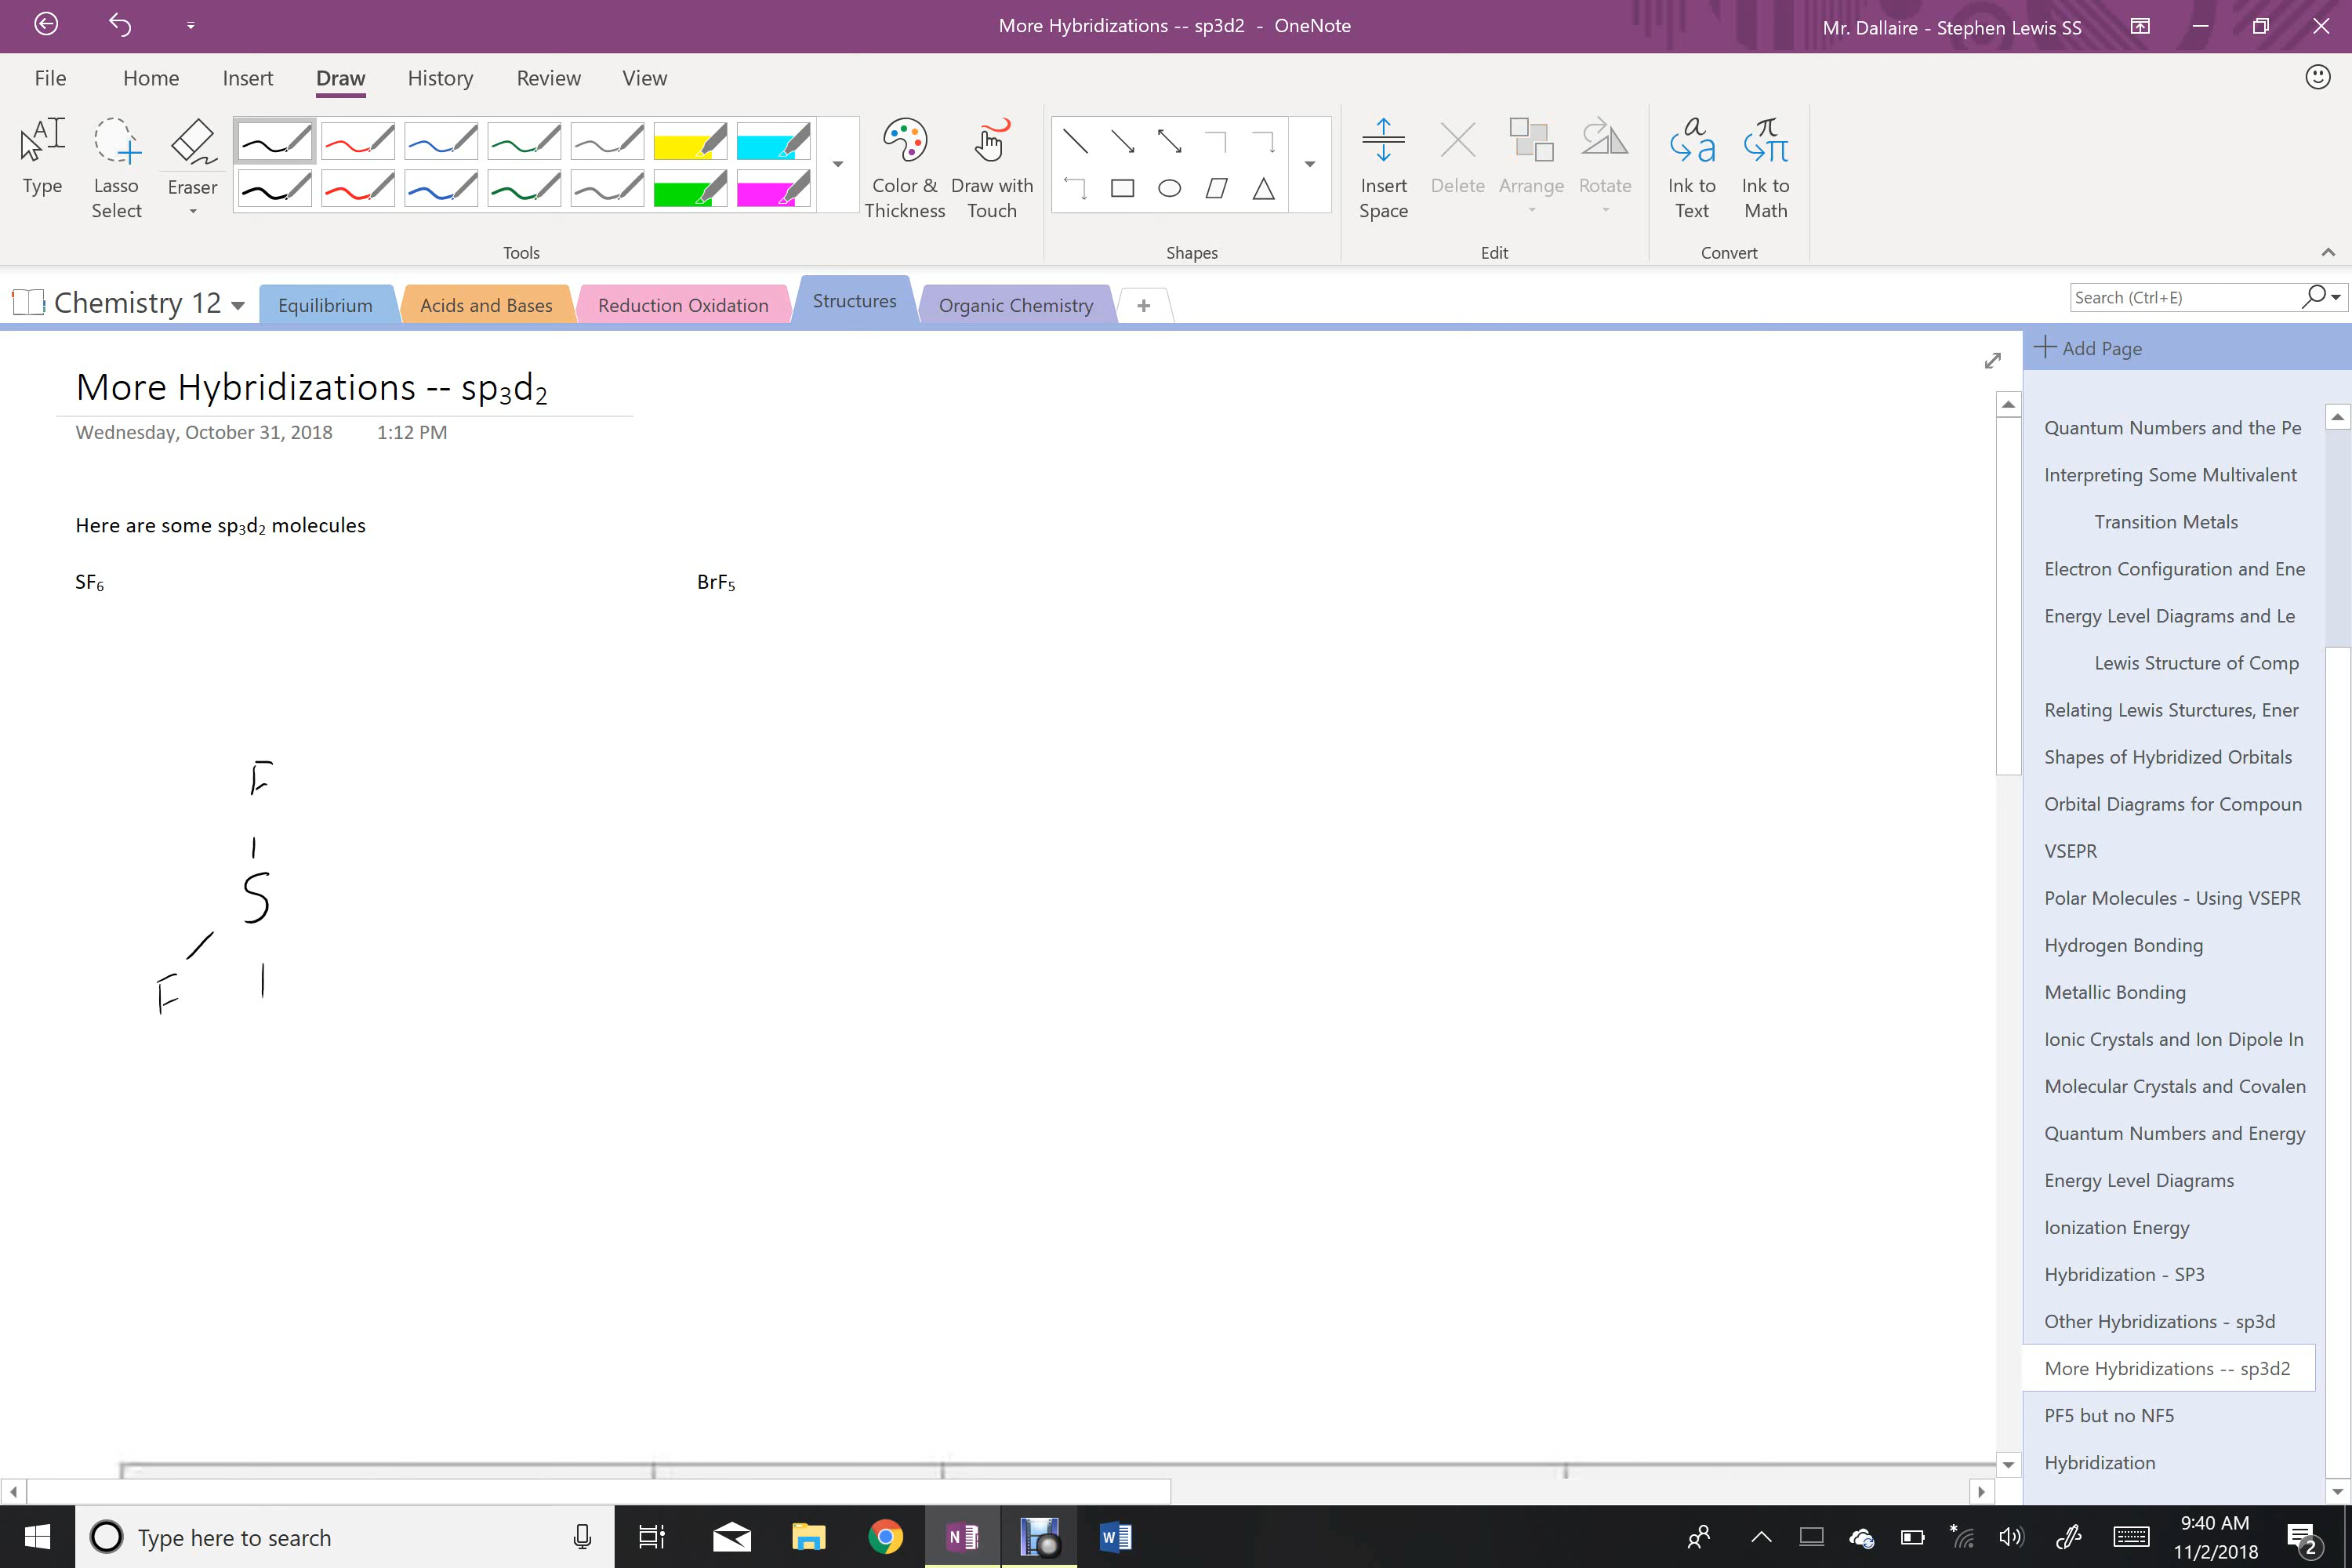 More Hybridizations -- sp3d2 - OneNote
Mr. Dallaire - Stephen Lewis SS
File Home Insert Draw History Review View
Type
Lasso Select
Eraser
Color & Thickness
Draw with Touch
Insert Space
Delete
Arrange
Rotate
Ink to Text
Ink to Math
Tools
Shapes
Edit
Convert
Chemistry 12
Equilibrium
Acids and Bases
Reduction Oxidation
Structures
Organic Chemistry
Search (Ctrl+E)
Add Page
More Hybridizations -- sp₃d₂
Wednesday, October 31, 2018 1:12 PM
Here are some sp₃d₂ molecules
SF₆ BrF₅
F
S
F
Quantum Numbers and the Pe
Interpreting Some Multivalent
Transition Metals
Electron Configuration and Ene
Energy Level Diagrams and Le
Lewis Structure of Comp
Relating Lewis Sturctures, Ener
Shapes of Hybridized Orbitals
Orbital Diagrams for Compoun
VSEPR
Polar Molecules - Using VSEPR
Hydrogen Bonding
Metallic Bonding
Ionic Crystals and Ion Dipole In
Molecular Crystals and Covalen
Quantum Numbers and Energy
Energy Level Diagrams
Ionization Energy
Hybridization - SP3
Other Hybridizations - sp3d
More Hybridizations -- sp3d2
PF5 but no NF5
Hybridization
Type here to search
9:40 AM
11/2/2018
2